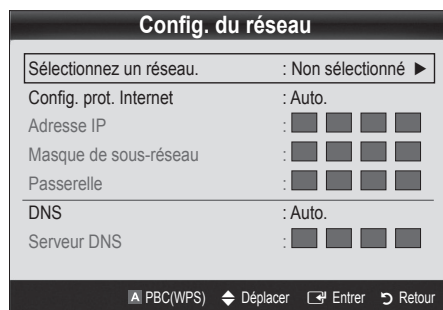 Config. du réseau
Sélectionnez un réseau. : Non sélectionné ►
Config. prot. Internet : Auto.
Adresse IP :
Masque de sous-réseau :
Passerelle :
DNS : Auto.
Serveur DNS :
A PBC(WPS) Déplacer Entrer Retour